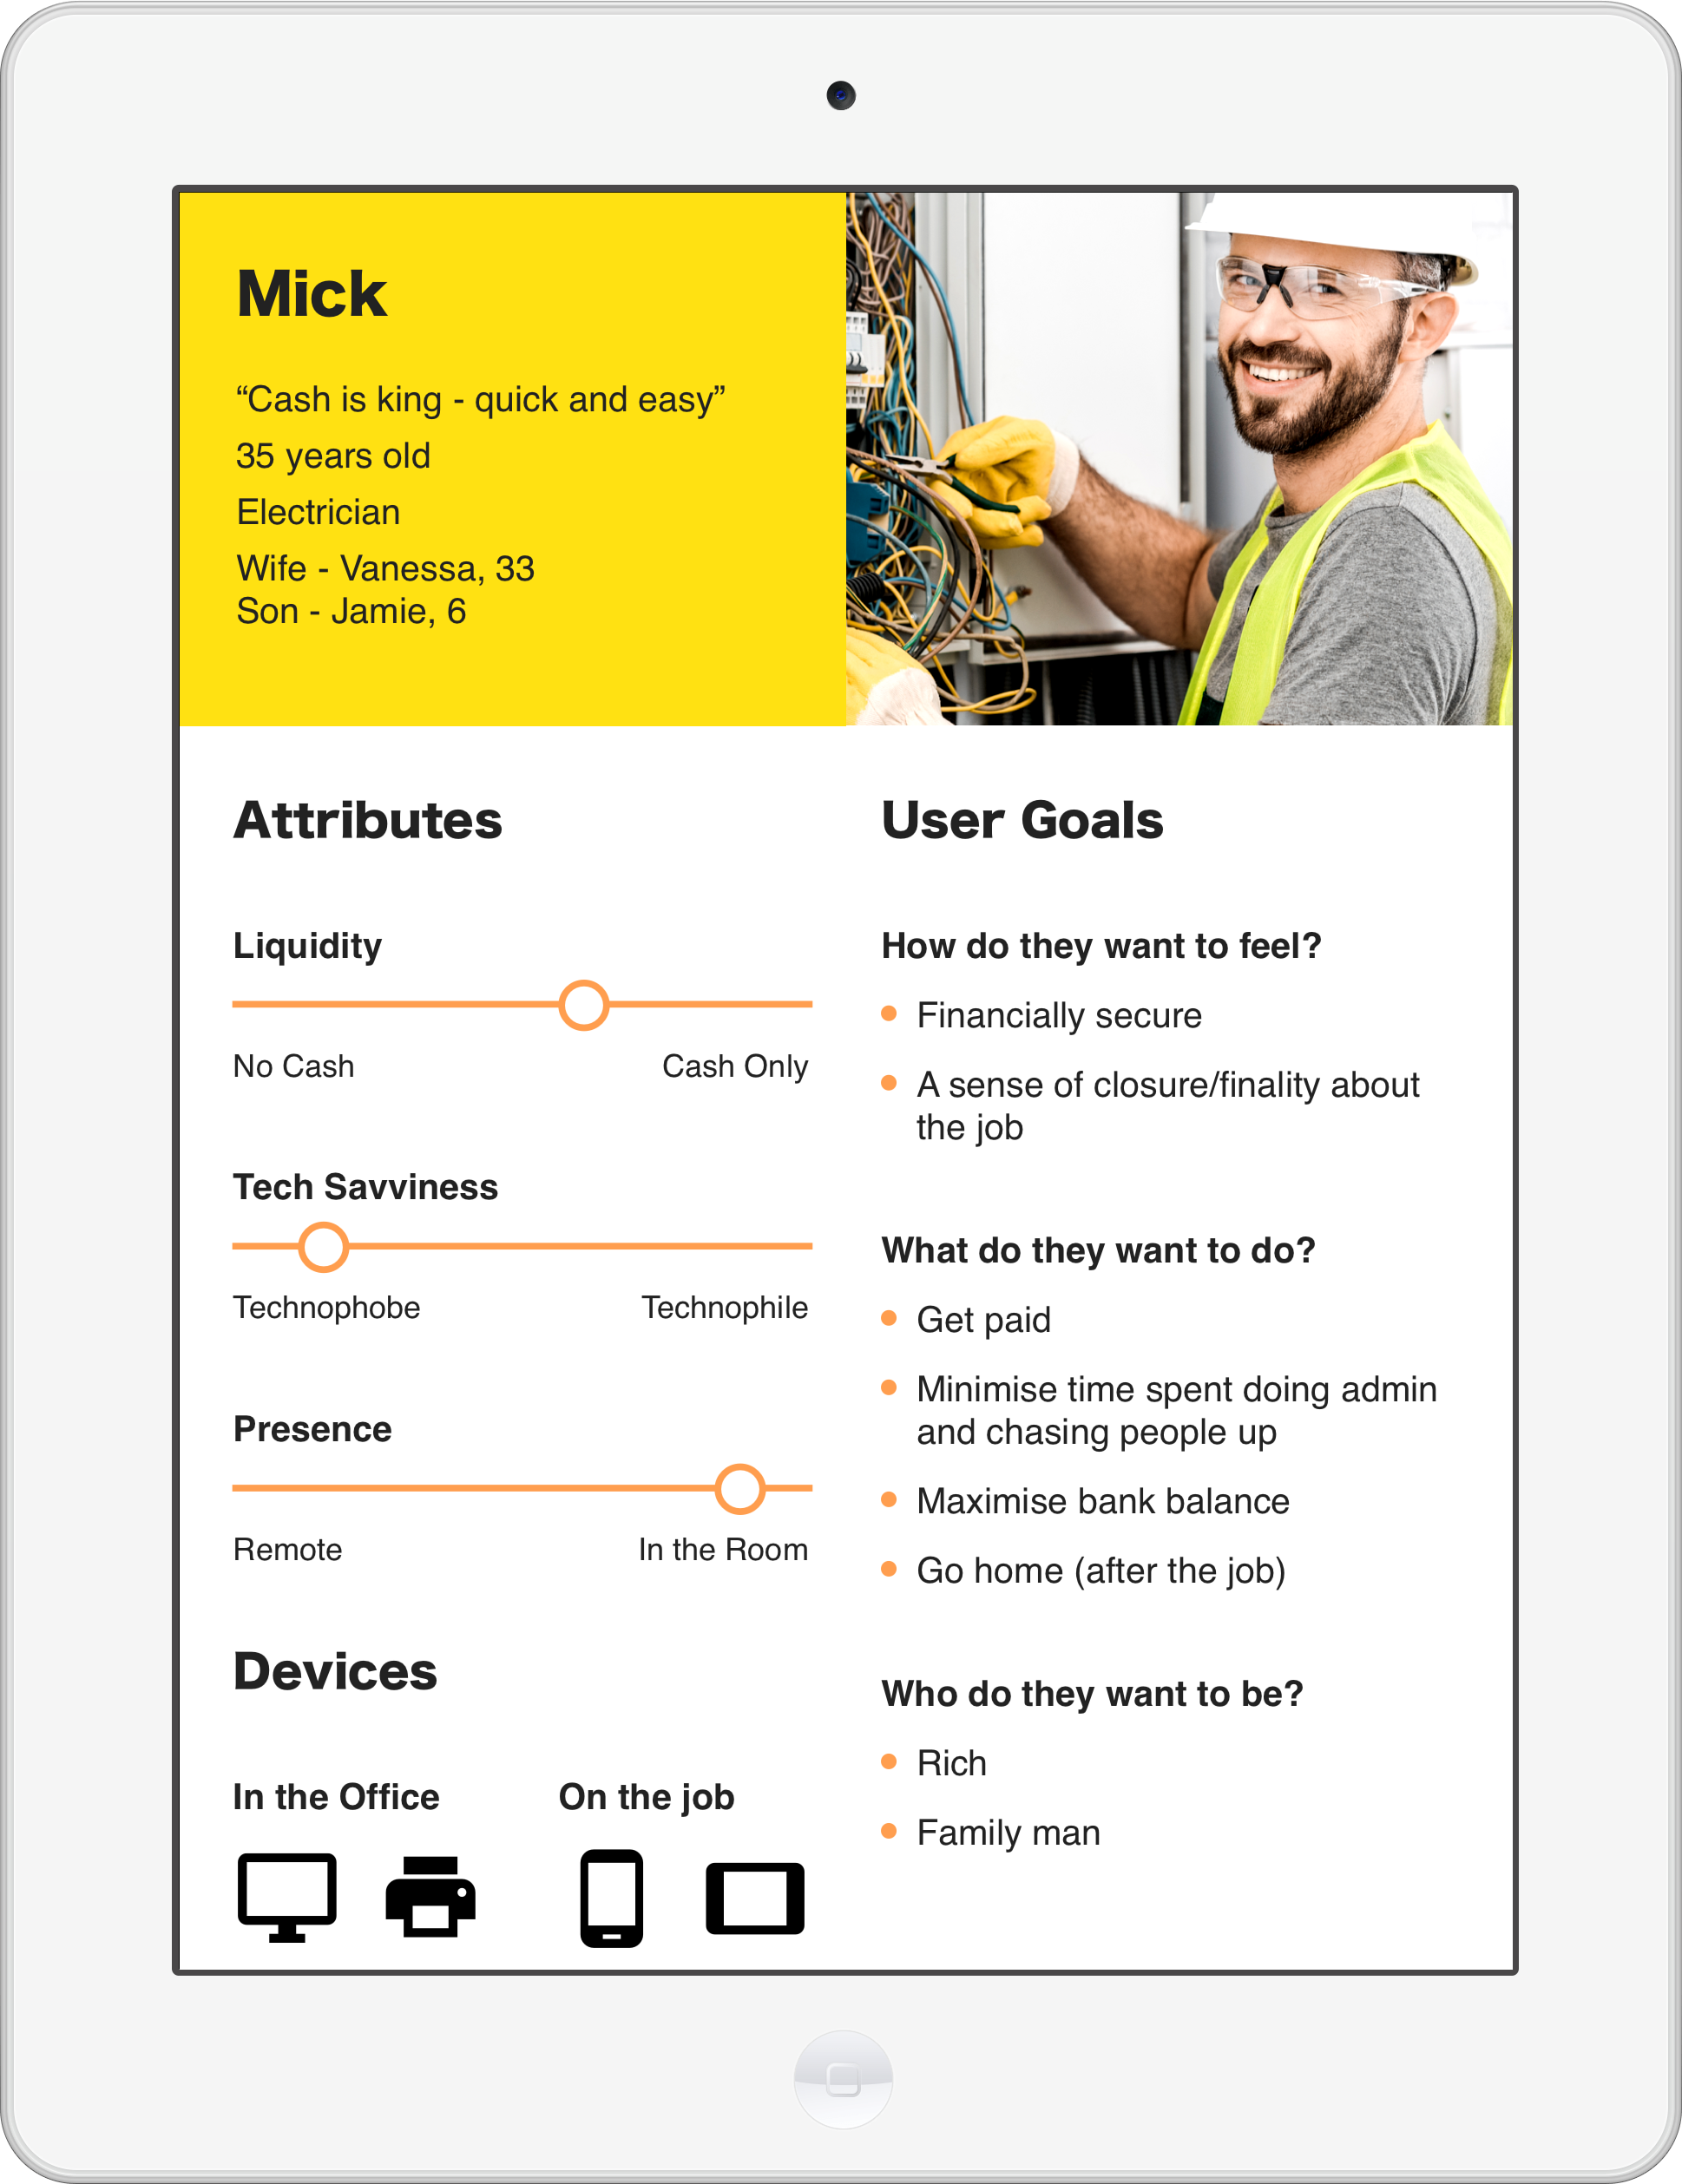 Mick
“Cash is king - quick and easy”
35 years old
Electrician
Wife - Vanessa, 33
Son - Jamie, 6
Attributes
Liquidity
No Cash
Cash Only
Tech Savviness
Technophobe
Technophile
Presence
Remote
In the Room
Devices
In the Office
On the job
User Goals
How do they want to feel?
Financially secure
A sense of closure/finality about
the job
What do they want to do?
Get paid
Minimise time spent doing admin
and chasing people up
Maximise bank balance
Go home (after the job)
Who do they want to be?
Rich
Family man